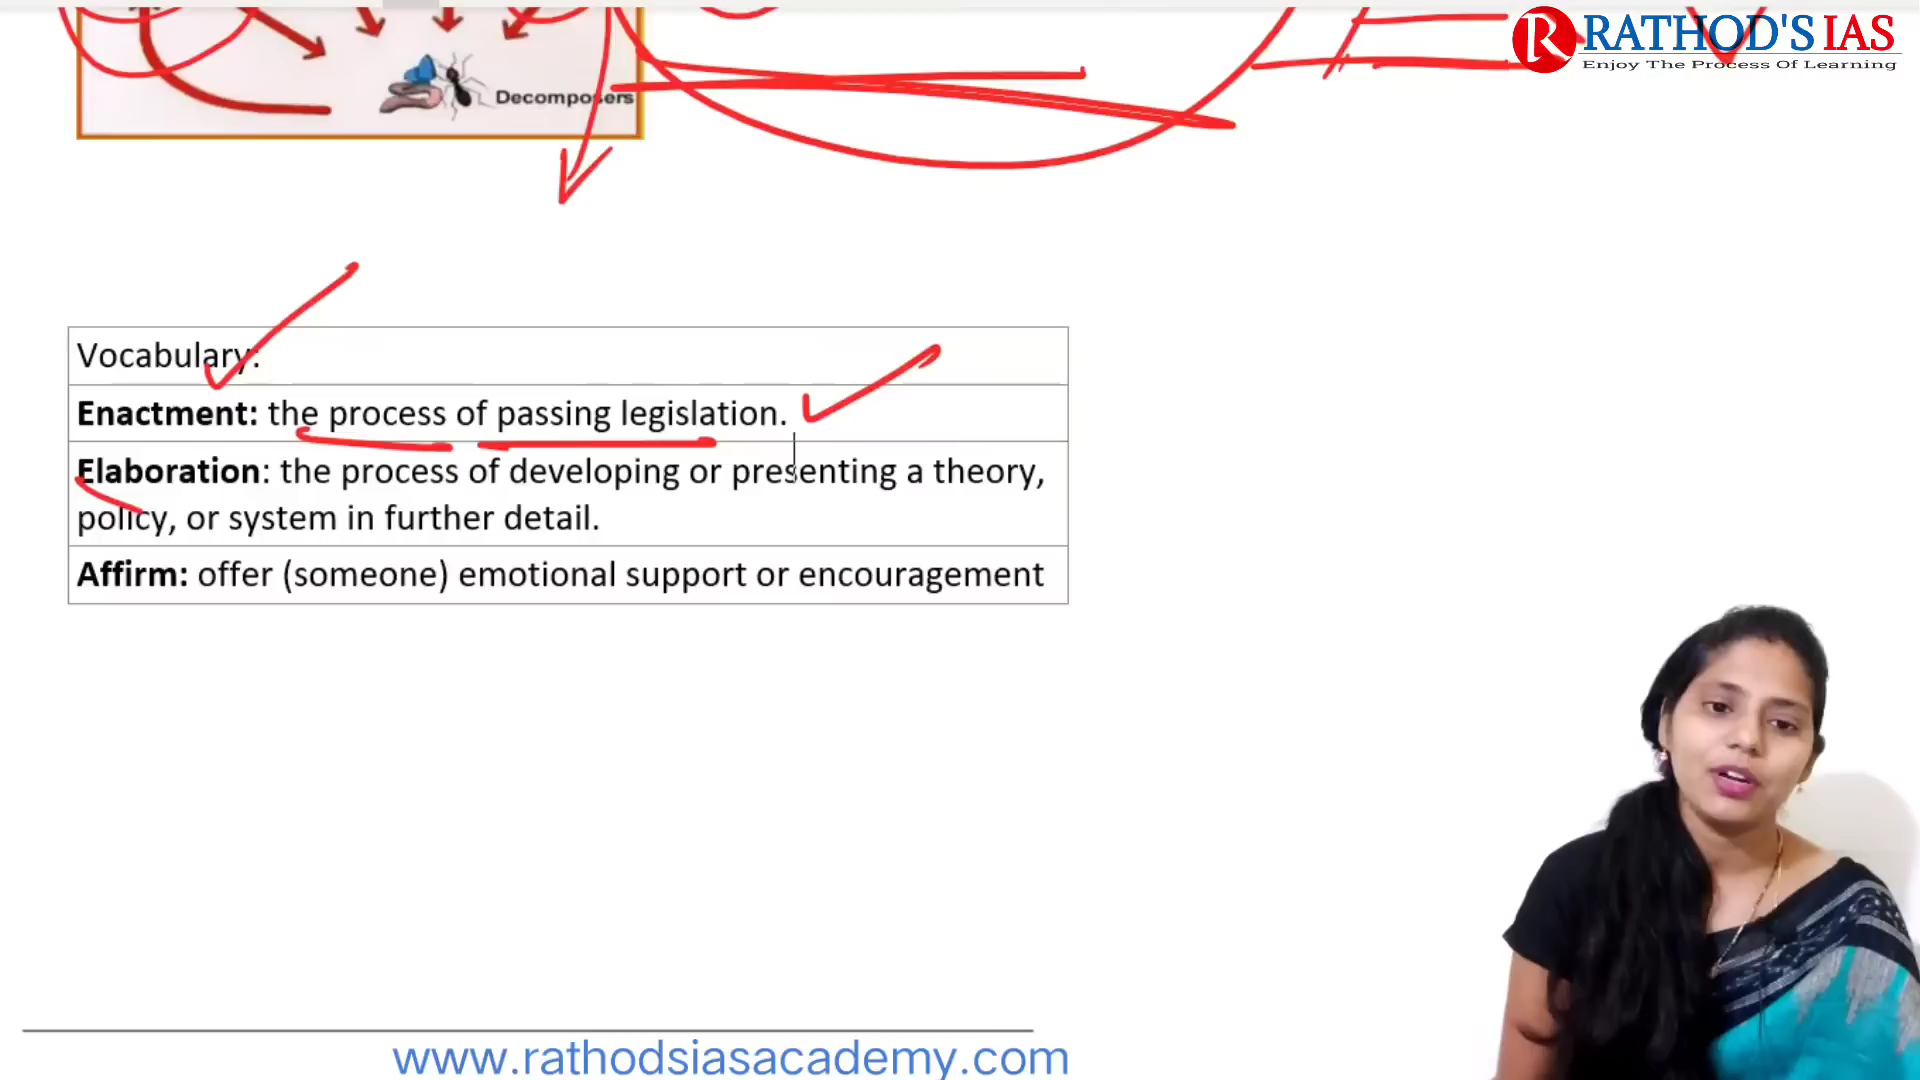 RATHOD'S IAS
Enjoy The Process Of Learning
Decomposers
Vocabulary:
Enactment: the process of passing legislation.
Elaboration: the process of developing or presenting a theory,
policy, or system in further detail.
Affirm: offer (someone) emotional support or encouragement
www.rathodsiasacademy.com